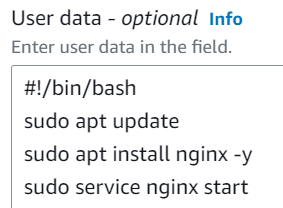 User data - optional Info
Enter user data in the field.
#!/bin/bash
sudo apt update
sudo apt install nginx -y
sudo service nginx start